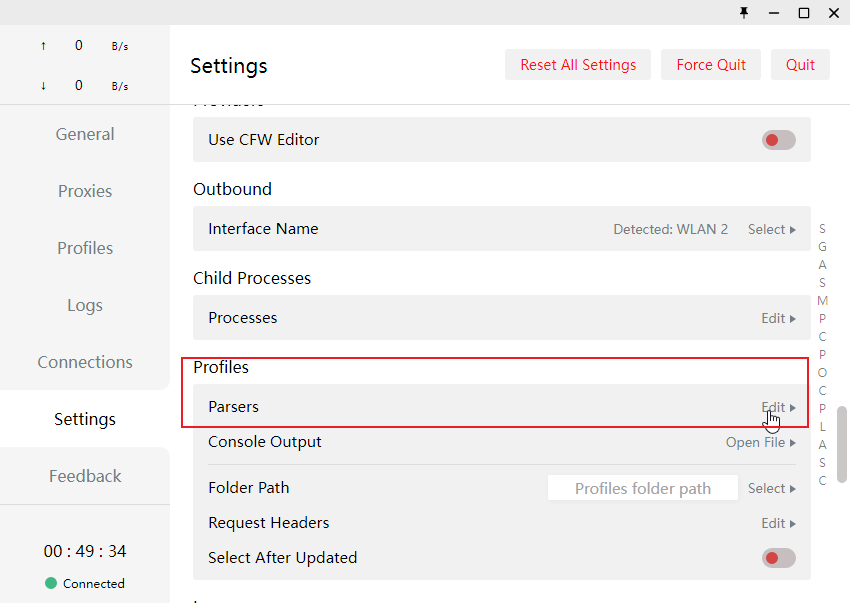 ↑ 0 B/s
↓ 0 B/s
Settings
Reset All Settings
Force Quit
Quit
General
Proxies
Profiles
Logs
Connections
Settings
Feedback
00 : 49 : 34
Connected
Use CFW Editor
Outbound
Interface Name
Detected: WLAN 2
Select
Child Processes
Processes
Edit
Profiles
Parsers
Edit
Console Output
Open File
Folder Path
Profiles folder path
Select
Request Headers
Edit
Select After Updated
S
G
A
S
M
P
C
P
O
C
P
L
A
S
C